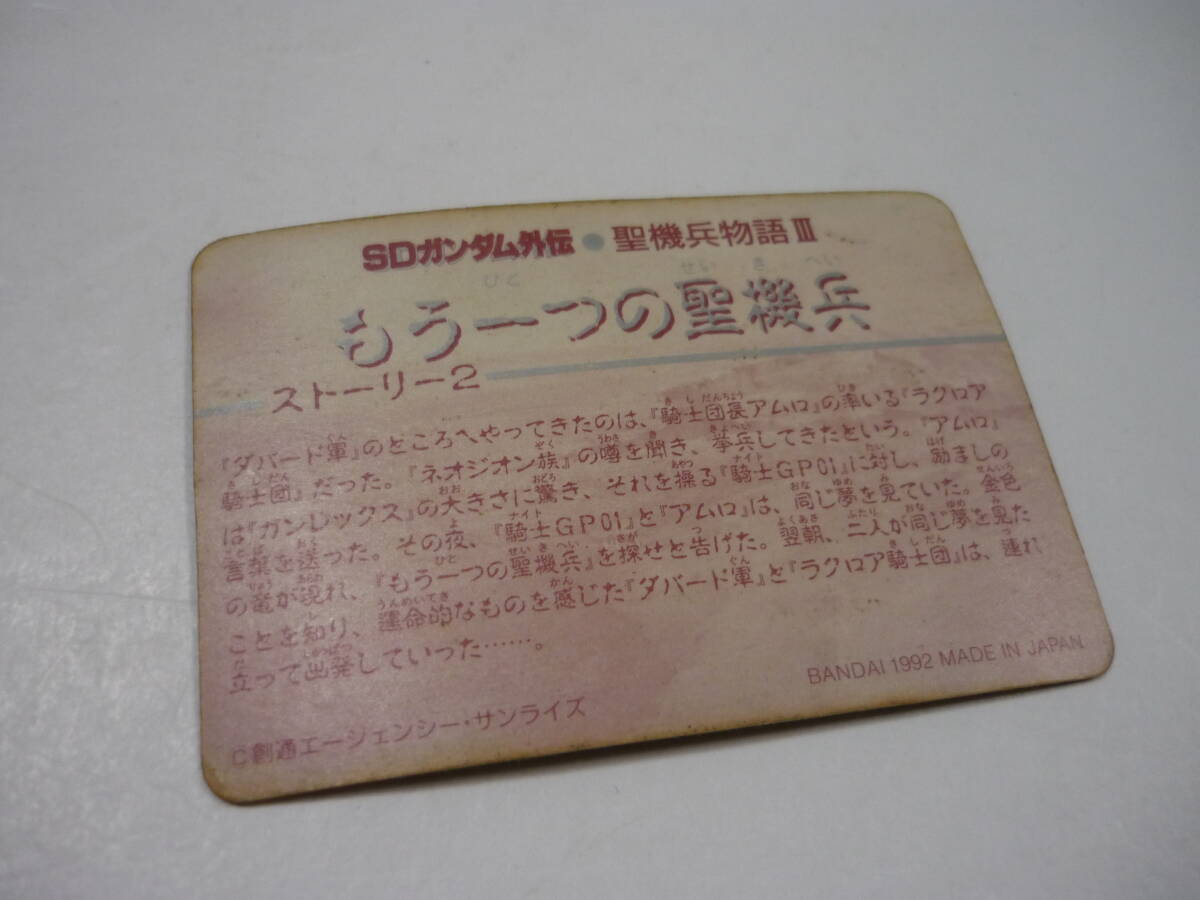 SDガンダム外伝●聖機兵物語Ⅲ
もう一つの聖機兵
ストーリー2
『ダバード軍』のところへやってきたのは、『騎士団長アムロ』の率いる『ラクロア
騎士団』だった。『ネオジオン族』の噂を聞き、挙兵してきたという。『アムロ』
は『ガンレックス』の大きさに驚き、それを操る『騎士GP01』に対し、励ましの
言葉を送った。その夜、『騎士GP01』と『アムロ』は、同じ夢を見ていた。金色
の竜が現れ、『もう一つの聖機兵』を探せと告げた。翌朝、二人が同じ夢を見た
ことを知り、運命的なものを感じた『ダバード軍』と『ラクロア騎士団』は、連れ
立って出発していった……。
C創通エージェンシー・サンライズ
BANDAI 1992 MADE IN JAPAN